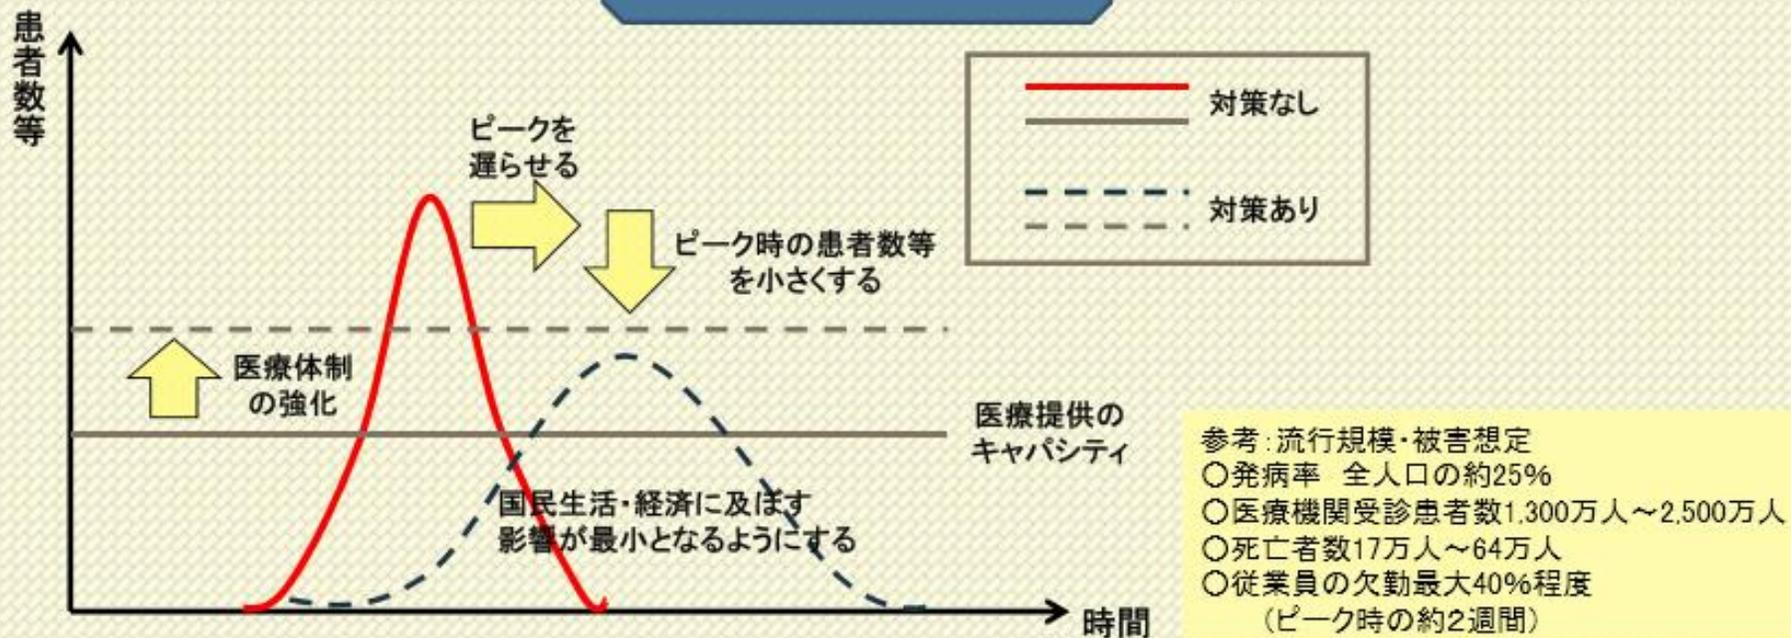 患者数等
ピークを
遅らせる
ピーク時の患者数等
を小さくする
対策なし
対策あり
医療体制
の強化
医療提供の
キャパシティ
国民生活・経済に及ぼす
影響が最小となるようにする
時間
参考：流行規模・被害想定
○発病率　全人口の約25%
○医療機関受診患者数1,300万人～2,500万人
○死亡者数17万人～64万人
○従業員の欠勤最大40%程度
（ピーク時の約2週間）